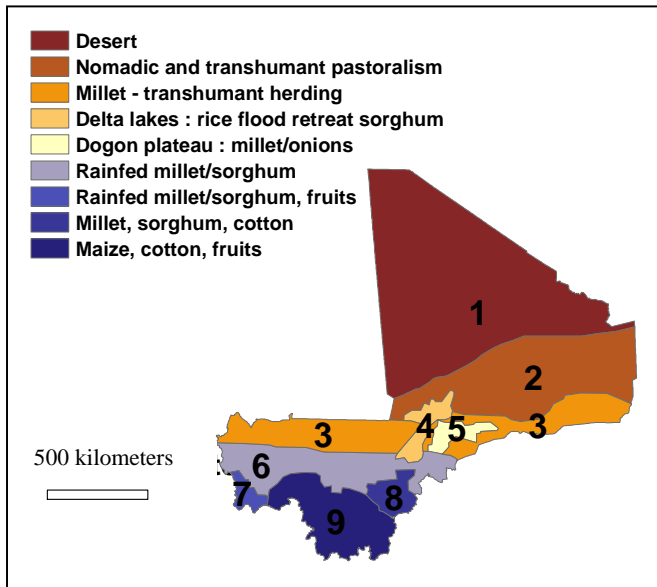 Desert
Nomadic and transhumant pastoralism
Millet - transhumant herding
Delta lakes : rice flood retreat sorghum
Dogon plateau : millet/onions
Rainfed millet/sorghum
Rainfed millet/sorghum, fruits
Millet, sorghum, cotton
Maize, cotton, fruits
1
2
3
4
5
3
6
7
8
9
500 kilometers